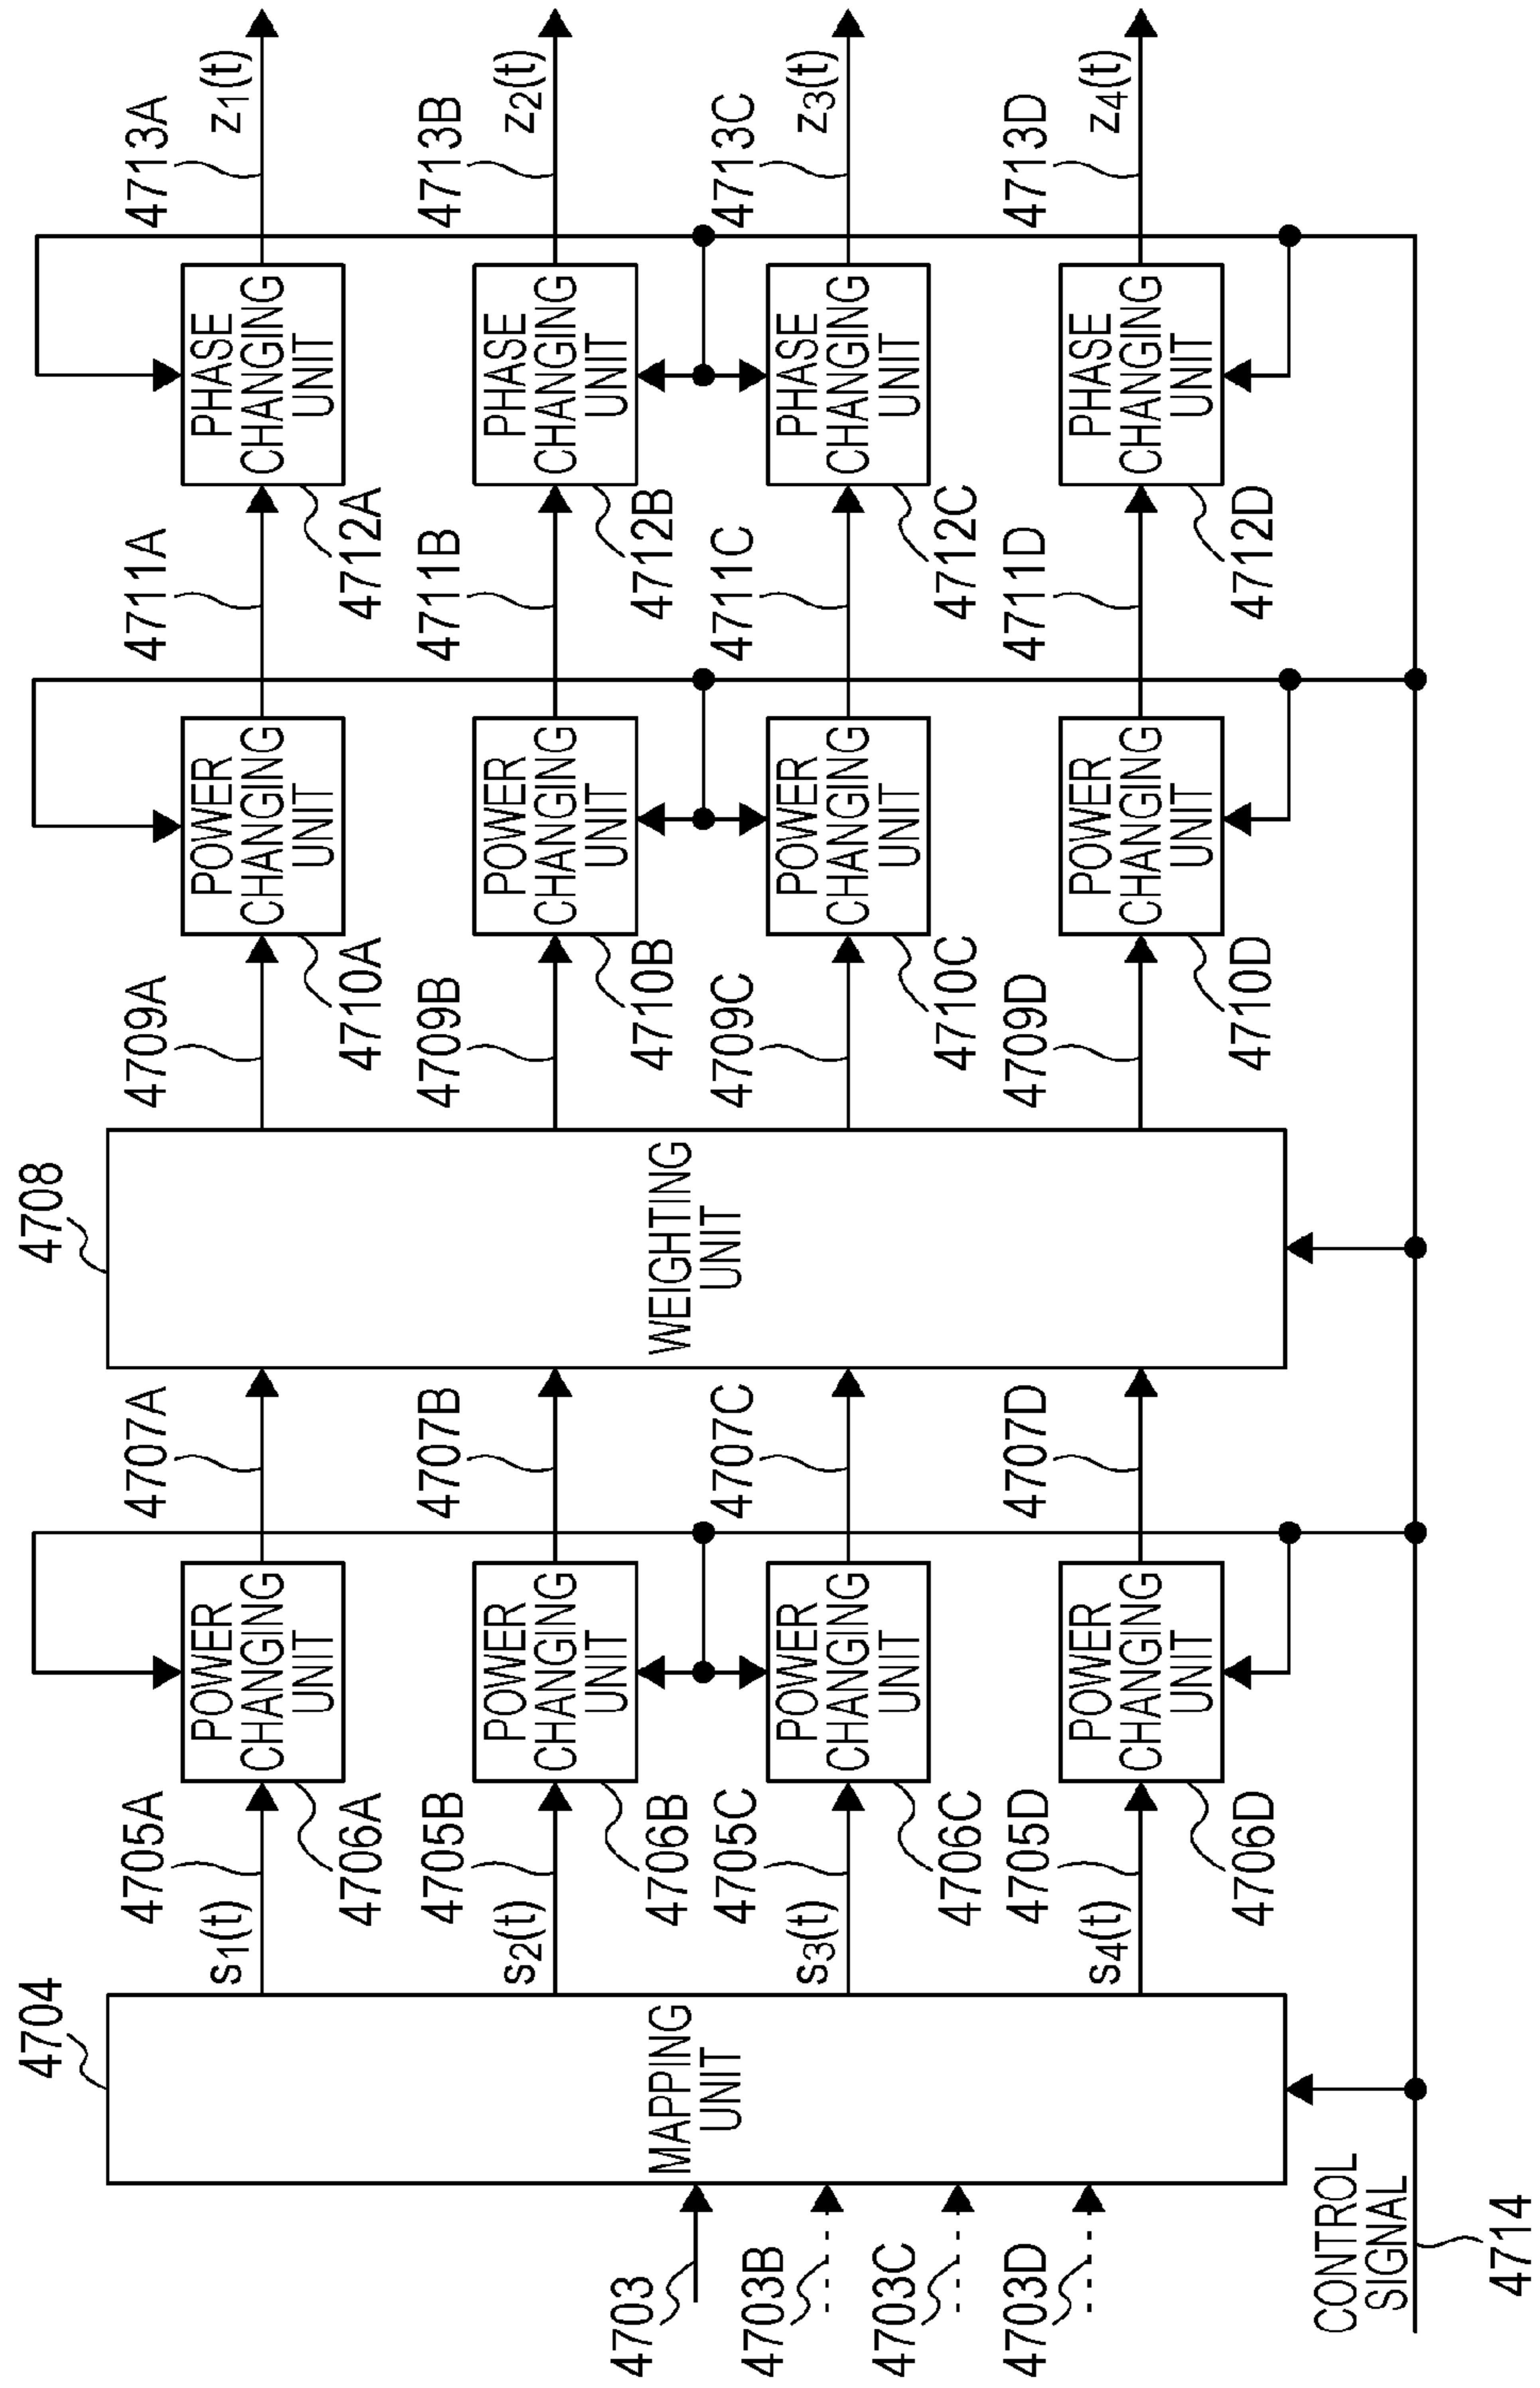 4704
4708
4703
4703B
4703C
4703D
MAPPING
UNIT
s1(t)
4705A
4706A
s2(t)
4705B
4706B
s3(t)
4705C
4706C
s4(t)
4705D
4706D
POWER
CHANGING
UNIT
POWER
CHANGING
UNIT
POWER
CHANGING
UNIT
POWER
CHANGING
UNIT
4707A
4707B
4707C
4707D
WEIGHTING
UNIT
4709A
4710A
4709B
4710B
4709C
4710C
4709D
4710D
POWER
CHANGING
UNIT
POWER
CHANGING
UNIT
POWER
CHANGING
UNIT
POWER
CHANGING
UNIT
4711A
4712A
4711B
4712B
4711C
4712C
4711D
4712D
PHASE
CHANGING
UNIT
PHASE
CHANGING
UNIT
PHASE
CHANGING
UNIT
PHASE
CHANGING
UNIT
4713A
z1(t)
4713B
z2(t)
4713C
z3(t)
4713D
z4(t)
CONTROL
SIGNAL
4714